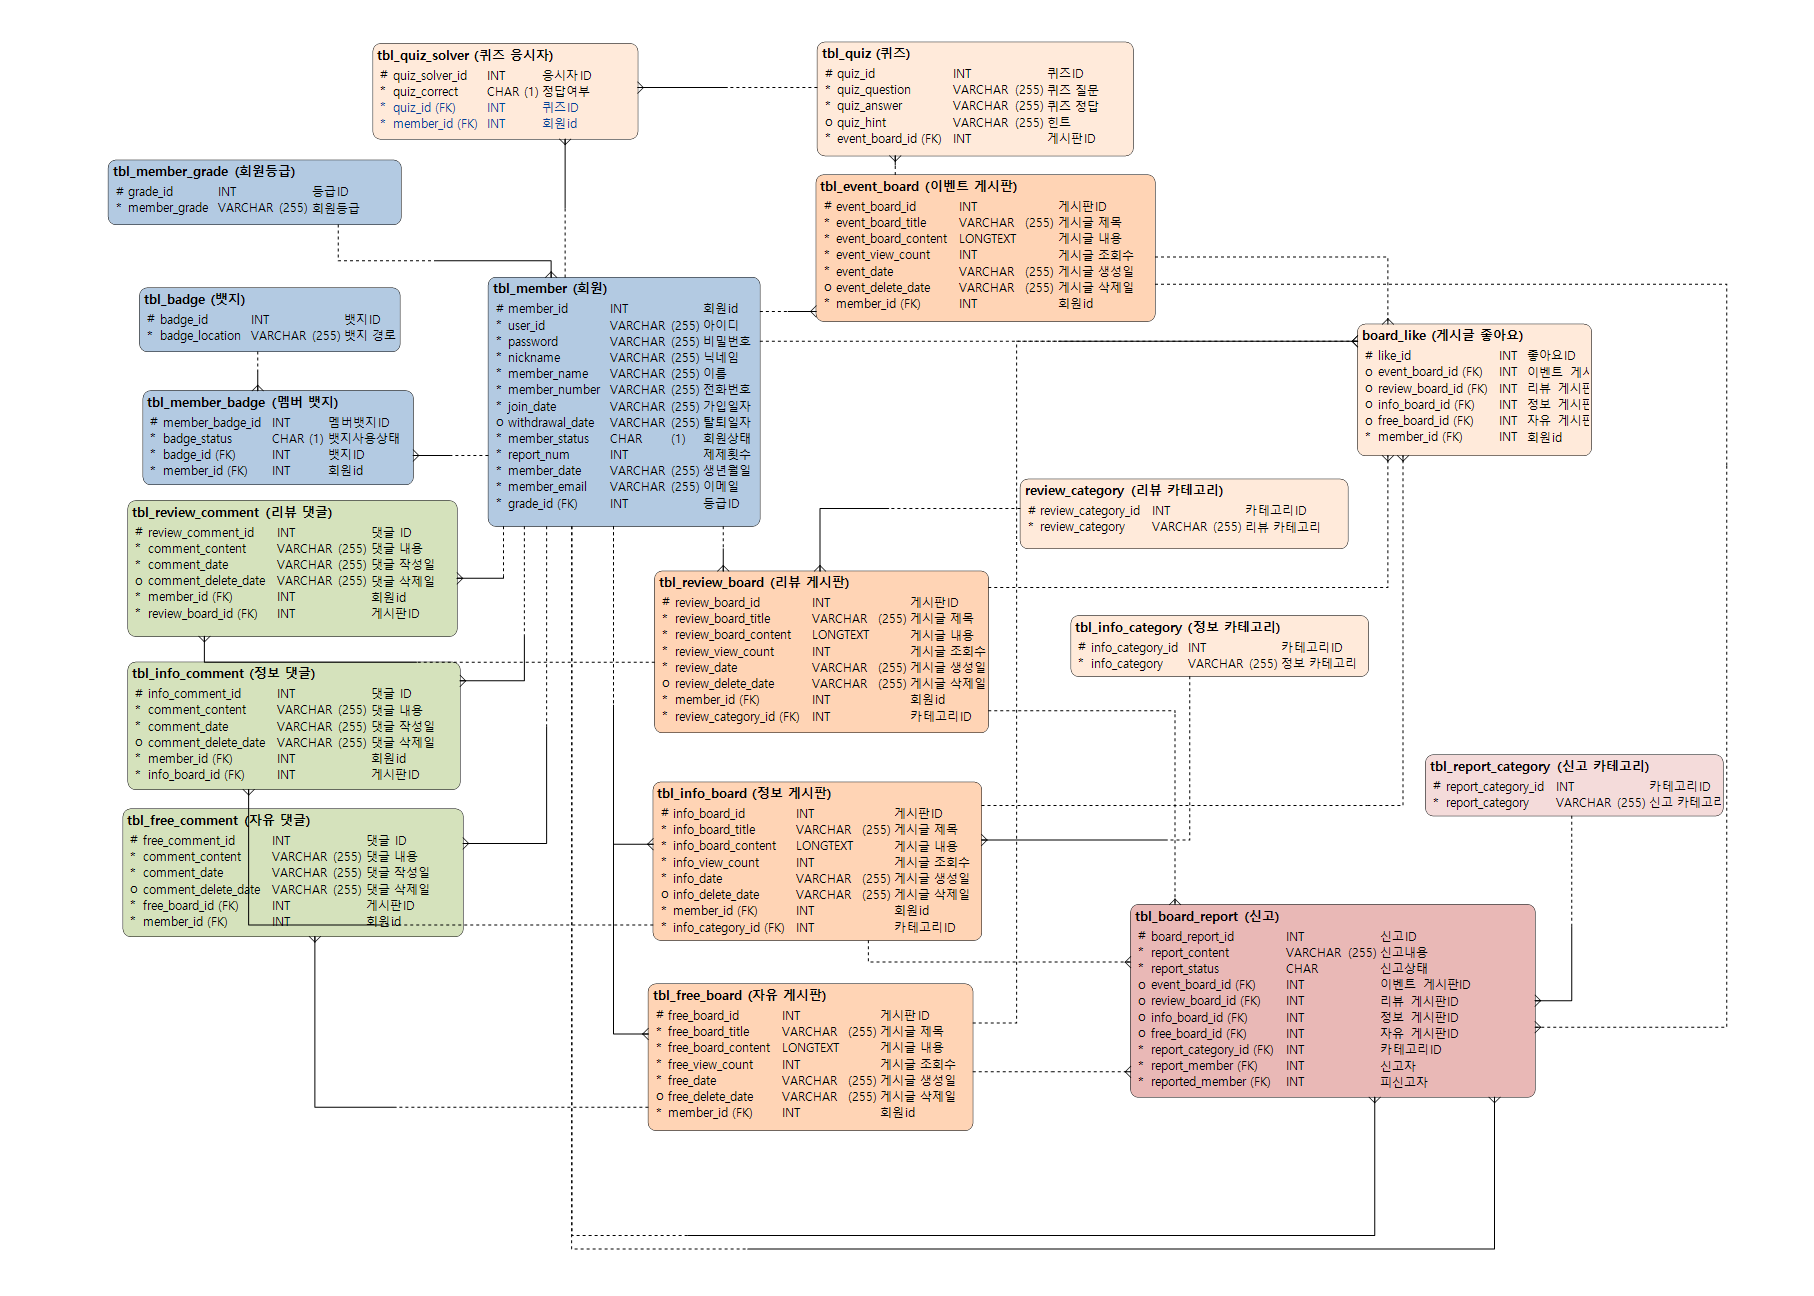 tbl_quiz_solver (퀴즈 응시자)
# quiz_solver_id INT 응시자ID
* quiz_correct CHAR (1) 정답여부
* quiz_id (FK) INT 퀴즈ID
* member_id (FK) INT 회원id
tbl_quiz (퀴즈)
# quiz_id INT 퀴즈ID
* quiz_question VARCHAR (255) 퀴즈 질문
* quiz_answer VARCHAR (255) 퀴즈 정답
o quiz_hint VARCHAR (255) 힌트
* event_board_id (FK) INT 게시판ID
tbl_member_grade (회원등급)
# grade_id INT 등급ID
* member_grade VARCHAR (255) 회원등급
tbl_event_board (이벤트 게시판)
# event_board_id INT 게시판ID
* event_board_title VARCHAR (255) 게시글 제목
* event_board_content LONGTEXT 게시글 내용
* event_view_count INT 게시글 조회수
* event_date VARCHAR (255) 게시글 생성일
o event_delete_date VARCHAR (255) 게시글 삭제일
* member_id (FK) INT 회원id
tbl_badge (뱃지)
# badge_id INT 뱃지ID
* badge_location VARCHAR (255) 뱃지 경로
tbl_member (회원)
# member_id INT 회원id
* user_id VARCHAR (255) 아이디
* password VARCHAR (255) 비밀번호
* nickname VARCHAR (255) 닉네임
* member_name VARCHAR (255) 이름
* member_number VARCHAR (255) 전화번호
* join_date VARCHAR (255) 가입일자
o withdrawal_date VARCHAR (255) 탈퇴일자
* member_status CHAR (1) 회원상태
* report_num INT 제제횟수
* member_date VARCHAR (255) 생년월일
* member_email VARCHAR (255) 이메일
* grade_id (FK) INT 등급ID
board_like (게시글 좋아요)
# like_id INT 좋아요ID
o event_board_id (FK) INT 이벤트
o review_board_id (FK) INT 리뷰
o info_board_id (FK) INT 정보
o free_board_id (FK) INT 자유
* member_id (FK) INT 회원id
tbl_member_badge (멤버 뱃지)
# member_badge_id INT 멤버뱃지ID
* badge_status CHAR (1) 뱃지사용상태
* badge_id (FK) INT 뱃지ID
* member_id (FK) INT 회원id
review_category (리뷰 카테고리)
# review_category_id INT 카테고리ID
* review_category VARCHAR (255) 리뷰 카테고리
tbl_review_comment (리뷰 댓글)
# review_comment_id INT 댓글 ID
* comment_content VARCHAR (255) 댓글 내용
* comment_date VARCHAR (255) 댓글 작성일
o comment_delete_date VARCHAR (255) 댓글 삭제일
* member_id (FK) INT 회원id
* review_board_id (FK) INT 게시판ID
tbl_review_board (리뷰 게시판)
# review_board_id INT 게시판ID
* review_board_title VARCHAR (255) 게시글 제목
* review_board_content LONGTEXT 게시글 내용
* review_view_count INT 게시글 조회수
* review_date VARCHAR (255) 게시글 생성일
o review_delete_date VARCHAR (255) 게시글 삭제일
* member_id (FK) INT 회원id
* review_category_id (FK) INT 카테고리ID
tbl_info_category (정보 카테고리)
# info_category_id INT 카테고리ID
* info_category VARCHAR (255) 정보 카테고리
tbl_info_comment (정보 댓글)
# info_comment_id INT 댓글 ID
* comment_content VARCHAR (255) 댓글 내용
* comment_date VARCHAR (255) 댓글 작성일
o comment_delete_date VARCHAR (255) 댓글 삭제일
* member_id (FK) INT 회원id
* info_board_id (FK) INT 게시판ID
tbl_report_category (신고 카테고리)
# report_category_id INT 카테고리ID
* report_category VARCHAR (255) 신고 카테고리
tbl_info_board (정보 게시판)
# info_board_id INT 게시판ID
* info_board_title VARCHAR (255) 게시글 제목
* info_board_content LONGTEXT 게시글 내용
* info_view_count INT 게시글 조회수
* info_date VARCHAR (255) 게시글 생성일
o info_delete_date VARCHAR (255) 게시글 삭제일
* member_id (FK) INT 회원id
* info_category_id (FK) INT 카테고리ID
tbl_free_comment (자유 댓글)
# free_comment_id INT 댓글 ID
* comment_content VARCHAR (255) 댓글 내용
* comment_date VARCHAR (255) 댓글 작성일
o comment_delete_date VARCHAR (255) 댓글 삭제일
* free_board_id (FK) INT 게시판ID
* member_id (FK) INT 회원id
tbl_board_report (신고)
# board_report_id INT 신고ID
* report_content VARCHAR (255) 신고내용
* report_status CHAR 신고상태
o event_board_id (FK) INT 이벤트 게시판ID
o review_board_id (FK) INT 리뷰 게시판ID
o info_board_id (FK) INT 정보 게시판ID
o free_board_id (FK) INT 자유 게시판ID
* report_category_id (FK) INT 카테고리ID
* report_member (FK) INT 신고자
* reported_member (FK) INT 피신고자
tbl_free_board (자유 게시판)
# free_board_id INT 게시판ID
* free_board_title VARCHAR (255) 게시글 제목
* free_board_content LONGTEXT 게시글 내용
* free_view_count INT 게시글 조회수
* free_date VARCHAR (255) 게시글 생성일
o free_delete_date VARCHAR (255) 게시글 삭제일
* member_id (FK) INT 회원id